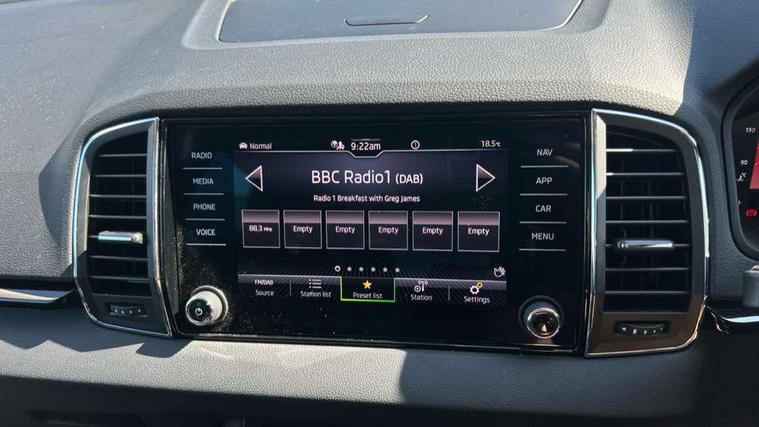 Normal 9:22am 18.5°C
RADIO
MEDIA
PHONE
VOICE
BBC Radio1 (DAB)
Radio 1 Breakfast with Greg James
88.3 MHz Empty Empty Empty Empty Empty
FM/DAB
Source
Station list
Preset list
Station
Settings
NAV
APP
CAR
MENU
130
90